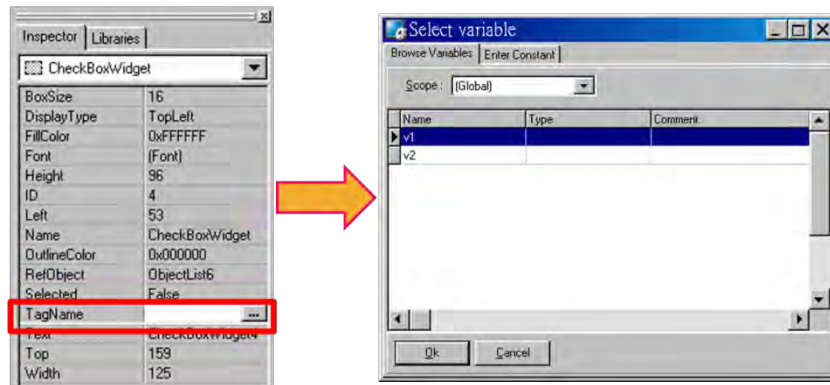 Inspector Libraries
CheckBoxWidget
BoxSize 16
DisplayType TopLeft
FillColor 0xFFFFFF
Font (Font)
Height 96
ID 4
Left 53
Name CheckBoxWidget
OutlineColor 0x000000
RefObject ObjectList6
Selected False
TagName ...
Text CheckBoxWidget4
Top 159
Width 125
Select variable
Browse Variables Enter Constant
Scope : (Global)
Name Type Comment
v1
v2
Ok Cancel